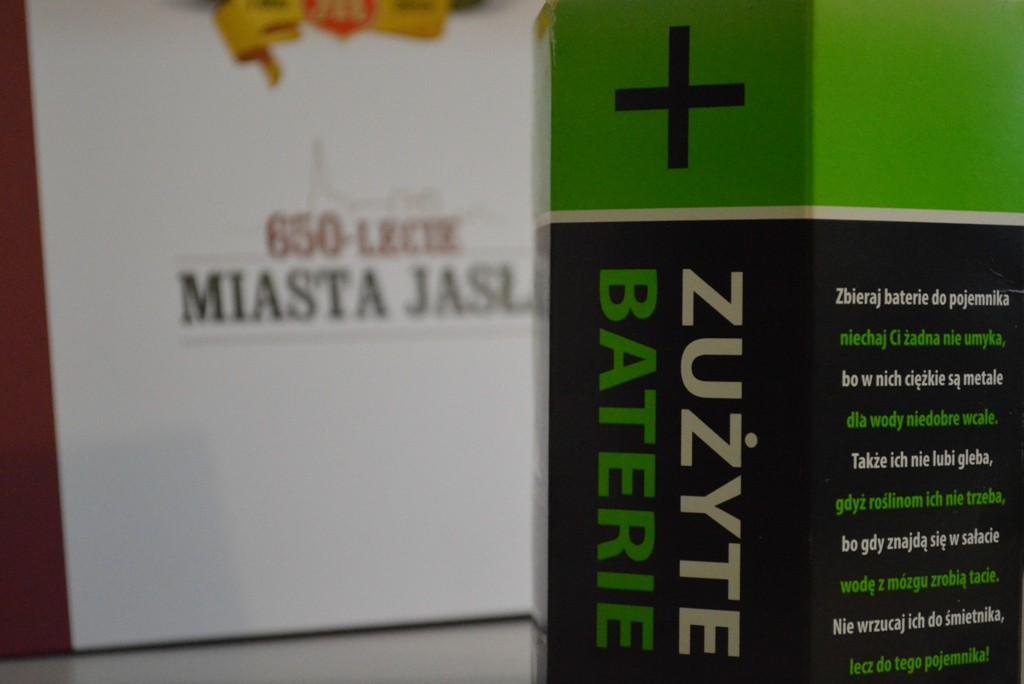 650-LECIE
MIASTA JASŁ
+
ZUŻYTE
BATERIE
Zbieraj baterie do pojemnika
niechaj Ci żadna nie umyka,
bo w nich ciężkie są metale
dla wody niedobre wcale.
Także ich nie lubi gleba,
gdyż roślinom ich nie trzeba,
bo gdy znajdą się w sałacie
wodę z mózgu zrobią tacie.
Nie wrzucaj ich do śmietnika,
lecz do tego pojemnika!